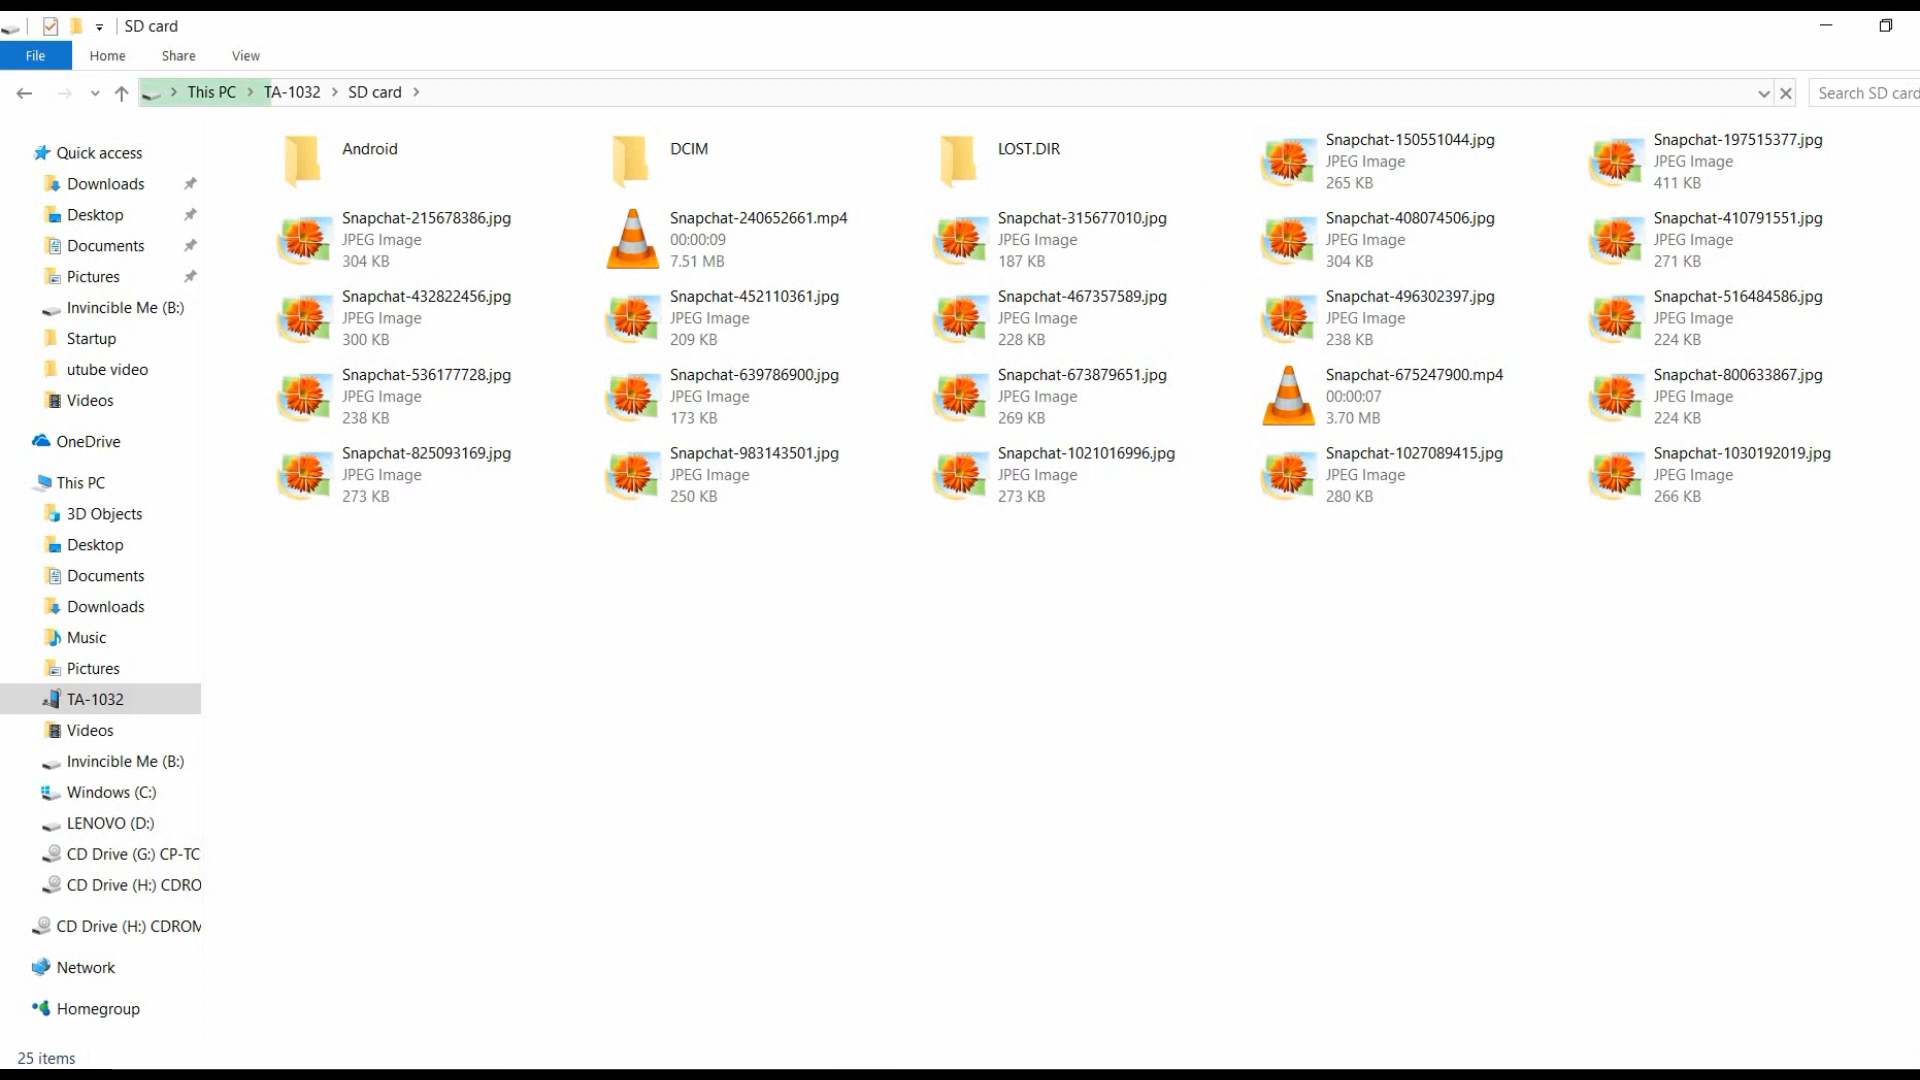 SD card
File Home Share View
This PC TA-1032 SD card Search SD card
Quick access
Downloads
Desktop
Documents
Pictures
Invincible Me (B:)
Startup
utube video
Videos
OneDrive
This PC
3D Objects
Desktop
Documents
Downloads
Music
Pictures
TA-1032
Videos
Invincible Me (B:)
Windows (C:)
LENOVO (D:)
CD Drive (G:) CP-TC
CD Drive (H:) CDRO
CD Drive (H:) CDROM
Network
Homegroup
Android
DCIM
LOST.DIR
Snapchat-150551044.jpg
JPEG Image
265 KB
Snapchat-197515377.jpg
JPEG Image
411 KB
Snapchat-215678386.jpg
JPEG Image
304 KB
Snapchat-240652661.mp4
00:00:09
7.51 MB
Snapchat-315677010.jpg
JPEG Image
187 KB
Snapchat-408074506.jpg
JPEG Image
304 KB
Snapchat-410791551.jpg
JPEG Image
271 KB
Snapchat-432822456.jpg
JPEG Image
300 KB
Snapchat-452110361.jpg
JPEG Image
209 KB
Snapchat-467357589.jpg
JPEG Image
228 KB
Snapchat-496302397.jpg
JPEG Image
238 KB
Snapchat-516484586.jpg
JPEG Image
224 KB
Snapchat-536177728.jpg
JPEG Image
238 KB
Snapchat-639786900.jpg
JPEG Image
173 KB
Snapchat-673879651.jpg
JPEG Image
269 KB
Snapchat-675247900.mp4
00:00:07
3.70 MB
Snapchat-800633867.jpg
JPEG Image
224 KB
Snapchat-825093169.jpg
JPEG Image
273 KB
Snapchat-983143501.jpg
JPEG Image
250 KB
Snapchat-1021016996.jpg
JPEG Image
273 KB
Snapchat-1027089415.jpg
JPEG Image
280 KB
Snapchat-1030192019.jpg
JPEG Image
266 KB
25 items